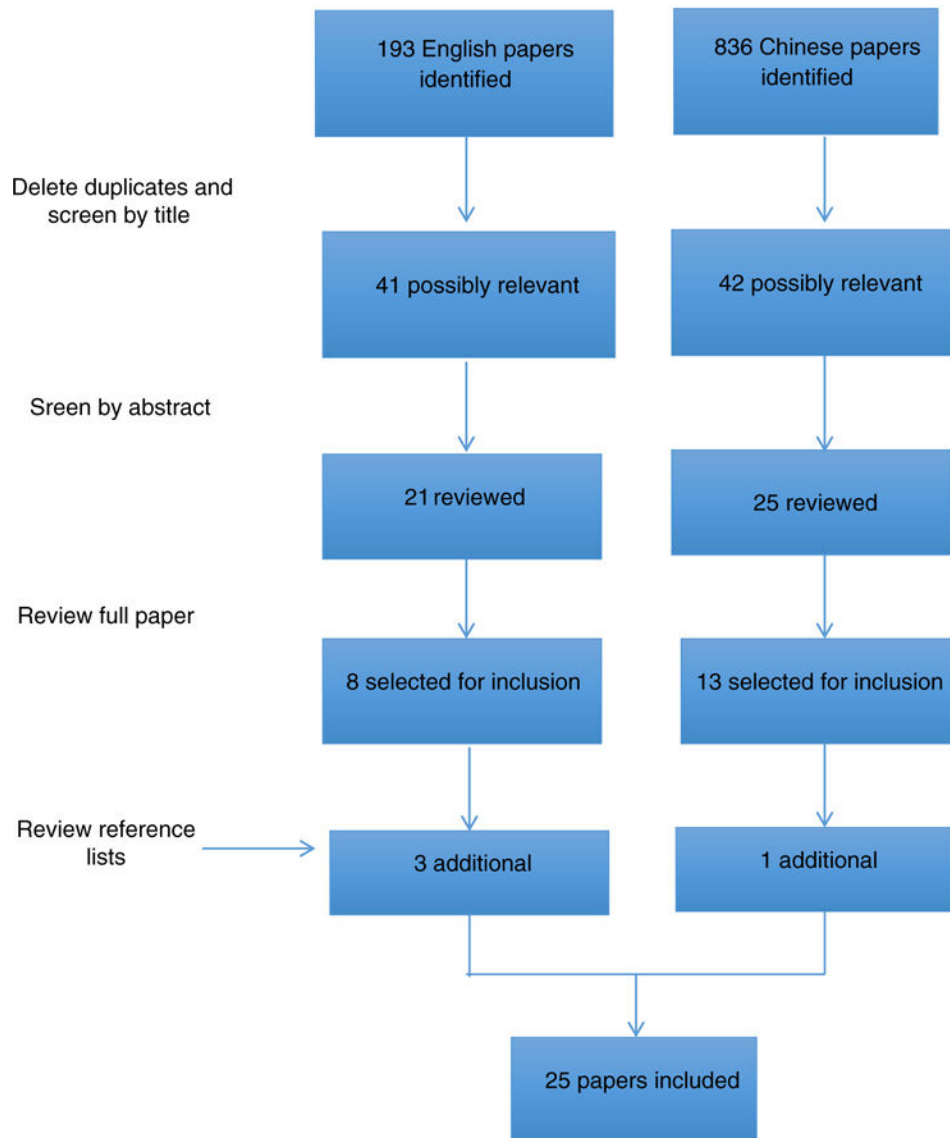 193 English papers
identified
836 Chinese papers
identified
Delete duplicates and
screen by title
41 possibly relevant
42 possibly relevant
Sreen by abstract
21 reviewed
25 reviewed
Review full paper
8 selected for inclusion
13 selected for inclusion
Review reference
lists
3 additional
1 additional
25 papers included